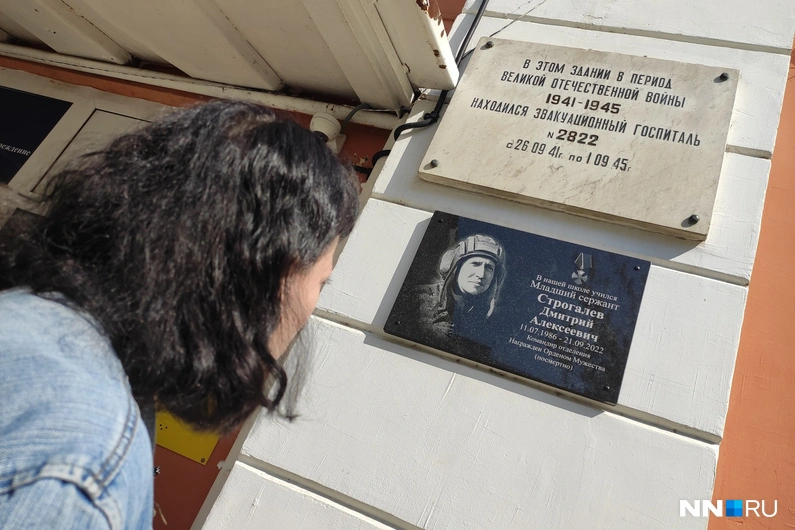 В ЭТОМ ЗДАНИИ В ПЕРИОД
ВЕЛИКОЙ ОТЕЧЕСТВЕННОЙ ВОЙНЫ
1941-1945
НАХОДИЛСЯ ЭВАКУАЦИОННЫЙ ГОСПИТАЛЬ
N 2822
с 26 09 41г. по 1 09.45г.
В нашей школе учился
Младший сержант
Строгалев
Дмитрий
Алексеевич
11.07.1986 - 21.09.2022
Командир отделения
Награжден Орденом Мужества
(посмертно)
NN RU